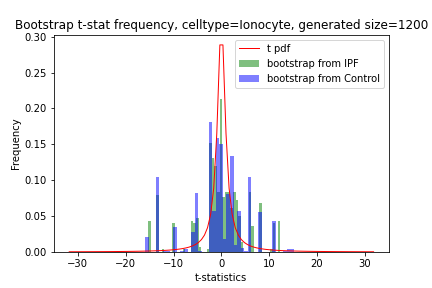 Bootstrap t-stat frequency, celltype=Ionocyte, generated size=1200
t pdf
bootstrap from IPF
bootstrap from Control
Frequency
0.30
0.25
0.20
0.15
0.10
0.05
0.00
−30 −20 −10 0 10 20 30
t-statistics